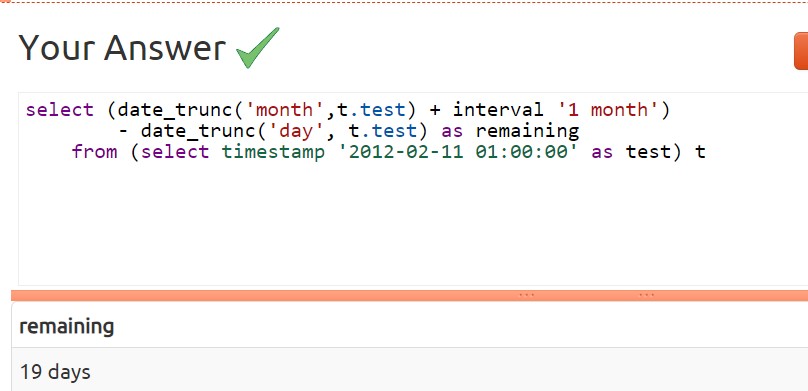 Your Answer
select (date_trunc('month',t.test) + interval '1 month')
- date_trunc('day', t.test) as remaining
from (select timestamp '2012-02-11 01:00:00' as test) t
remaining
19 days